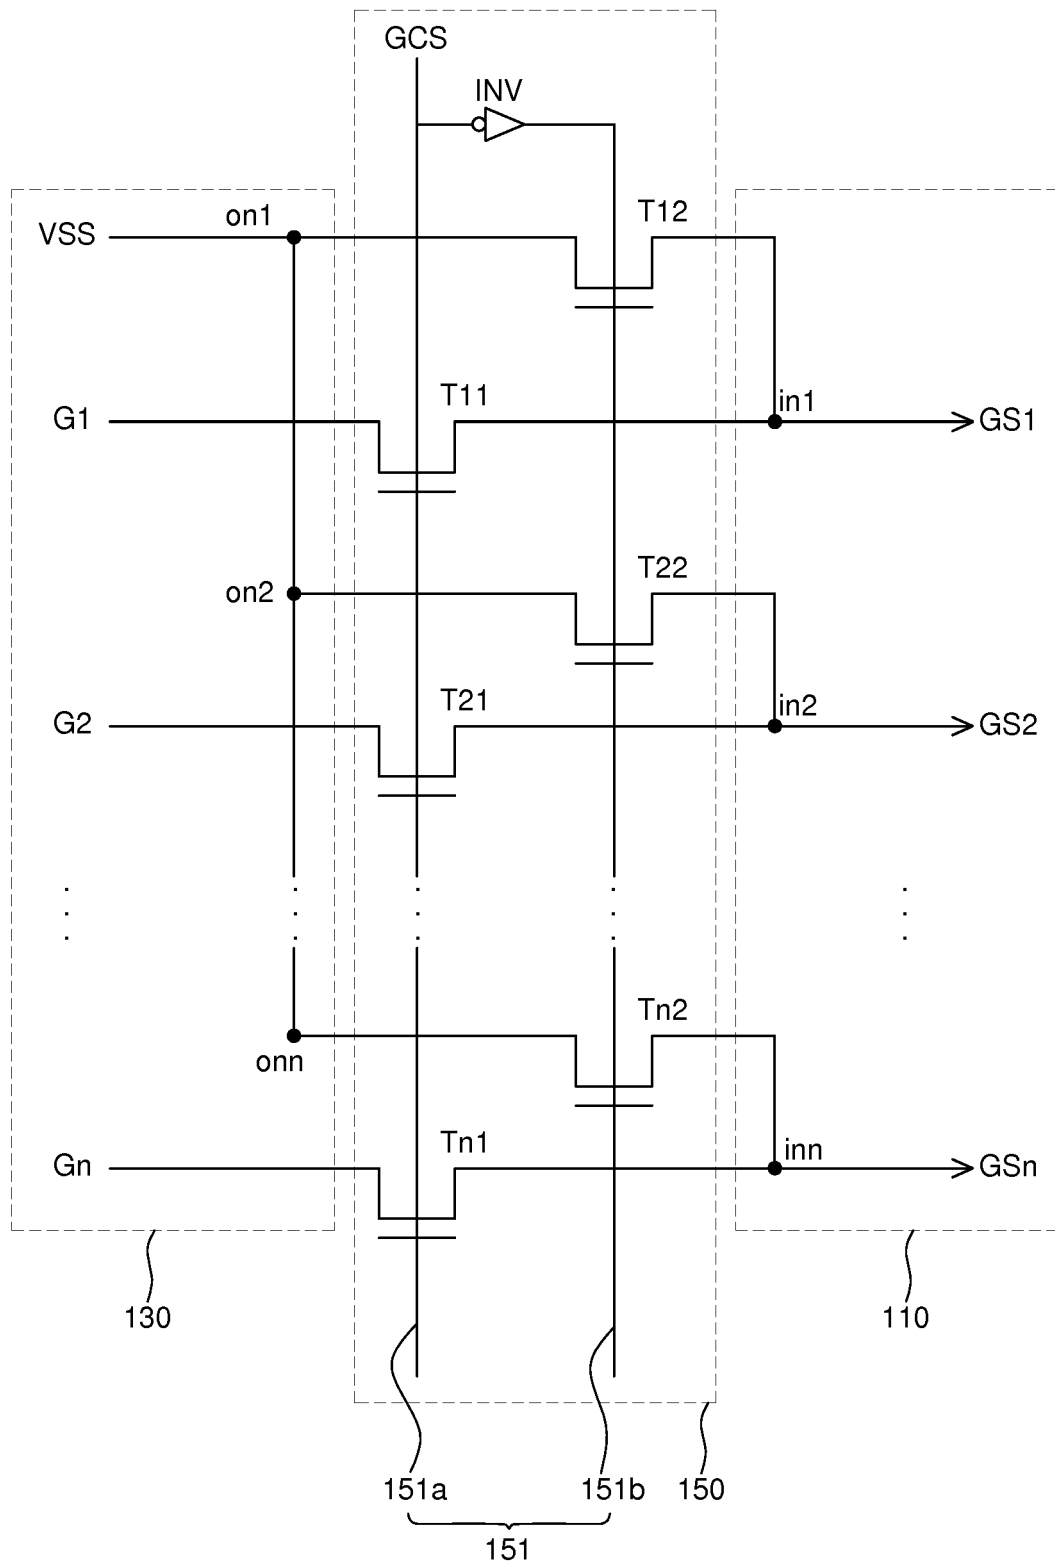 GCS
INV
on1
T12
VSS
T11
in1
G1
GS1
T22
on2
T21
in2
G2
GS2
Tn2
onn
Tn1
inn
Gn
GSn
130
110
151a
151b
150
151